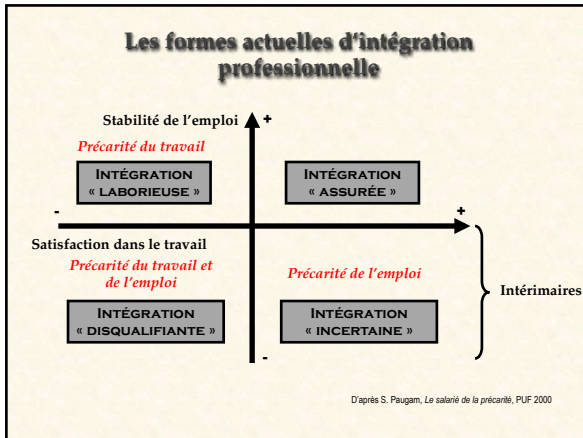 Les formes actuelles d'intégration
professionnelle
Stabilité de l'emploi
+
Précarité du travail
INTÉGRATION
« LABORIEUSE »
INTÉGRATION
« ASSURÉE »
-
+
Satisfaction dans le travail
Précarité du travail et
de l'emploi
Précarité de l'emploi
Intérimaires
INTÉGRATION
« DISQUALIFIANTE »
INTÉGRATION
« INCERTAINE »
-
D'après S. Paugam, Le salarié de la précarité, PUF 2000